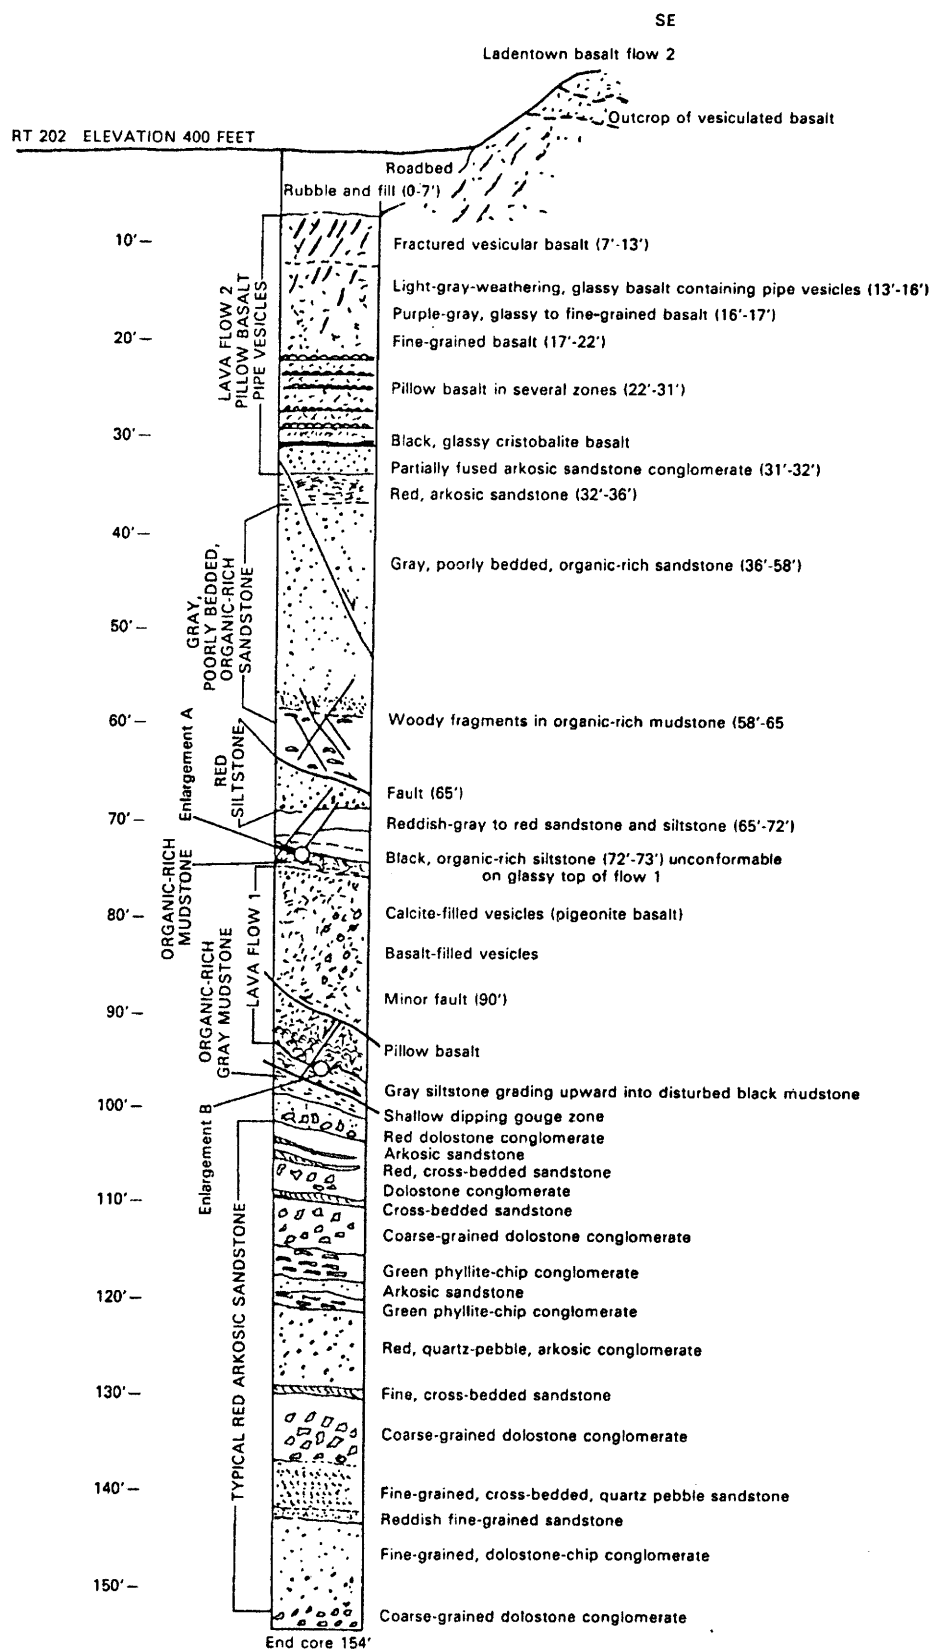 SE
Ladentown basalt flow 2
Outcrop of vesiculated basalt
RT 202 ELEVATION 400 FEET
Roadbed
Rubble and fill (0-7')
10'
Fractured vesicular basalt (7'-13')
LAVA FLOW 2
PILLOW BASALT
PIPE VESICLES
Light-gray-weathering, glassy basalt containing pipe vesicles (13'-16')
Purple-gray, glassy to fine-grained basalt (16'-17')
20'
Fine-grained basalt (17'-22')
Pillow basalt in several zones (22'-31')
30'
Black, glassy cristobalite basalt
Partially fused arkosic sandstone conglomerate (31'-32')
Red, arkosic sandstone (32'-36')
40'
Gray, poorly bedded, organic-rich sandstone (36'-58')
GRAY,
POORLY BEDDED,
ORGANIC-RICH
SANDSTONE
50'
60'
Woody fragments in organic-rich mudstone (58'-65
Enlargement A
RED
SILTSTONE
Fault (65')
70'
Reddish-gray to red sandstone and siltstone (65'-72')
Black, organic-rich siltstone (72'-73') unconformable
on glassy top of flow 1
ORGANIC-RICH
MUDSTONE
80'
Calcite-filled vesicles (pigeonite basalt)
LAVA FLOW 1
Basalt-filled vesicles
ORGANIC-RICH
GRAY MUDSTONE
Minor fault (90')
90'
Pillow basalt
Gray siltstone grading upward into disturbed black mudstone
100'
Shallow dipping gouge zone
Enlargement B
Red dolostone conglomerate
Arkosic sandstone
Red, cross-bedded sandstone
Dolostone conglomerate
110'
Cross-bedded sandstone
Coarse-grained dolostone conglomerate
Green phyllite-chip conglomerate
Arkosic sandstone
120'
Green phyllite-chip conglomerate
TYPICAL RED ARKOSIC SANDSTONE
Red, quartz-pebble, arkosic conglomerate
130'
Fine, cross-bedded sandstone
Coarse-grained dolostone conglomerate
140'
Fine-grained, cross-bedded, quartz pebble sandstone
Reddish fine-grained sandstone
Fine-grained, dolostone-chip conglomerate
150'
Coarse-grained dolostone conglomerate
End core 154'